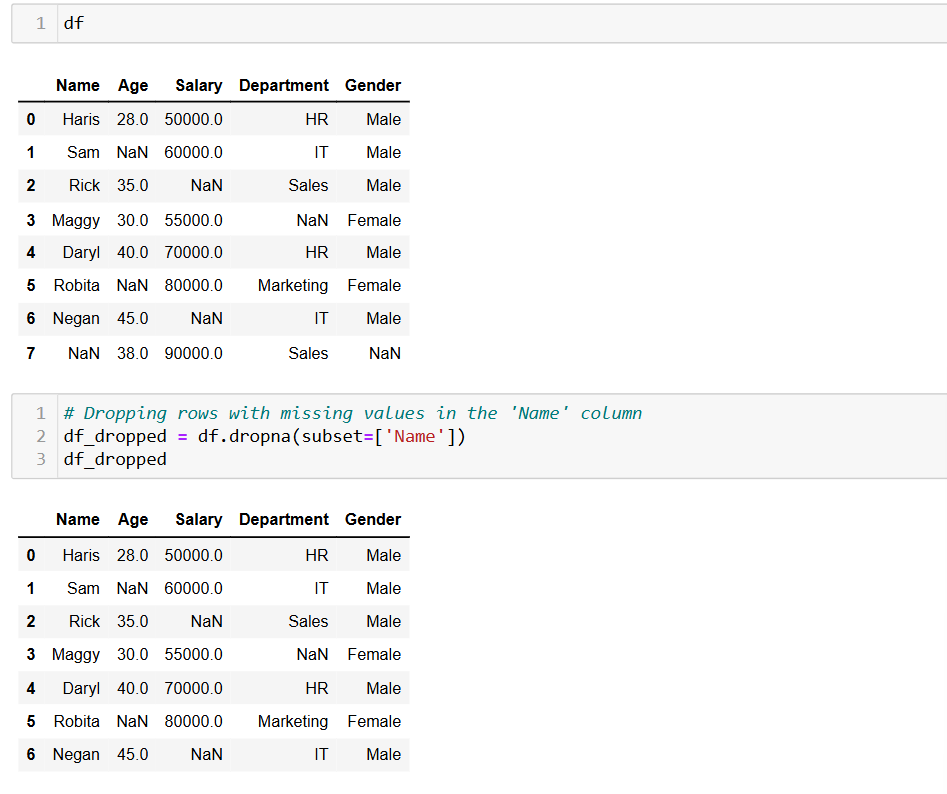 1 df
Name Age Salary Department Gender
0 Haris 28.0 50000.0 HR Male
1 Sam NaN 60000.0 IT Male
2 Rick 35.0 NaN Sales Male
3 Maggy 30.0 55000.0 NaN Female
4 Daryl 40.0 70000.0 HR Male
5 Robita NaN 80000.0 Marketing Female
6 Negan 45.0 NaN IT Male
7 NaN 38.0 90000.0 Sales NaN
1 # Dropping rows with missing values in the 'Name' column
2 df_dropped = df.dropna(subset=['Name'])
3 df_dropped
Name Age Salary Department Gender
0 Haris 28.0 50000.0 HR Male
1 Sam NaN 60000.0 IT Male
2 Rick 35.0 NaN Sales Male
3 Maggy 30.0 55000.0 NaN Female
4 Daryl 40.0 70000.0 HR Male
5 Robita NaN 80000.0 Marketing Female
6 Negan 45.0 NaN IT Male